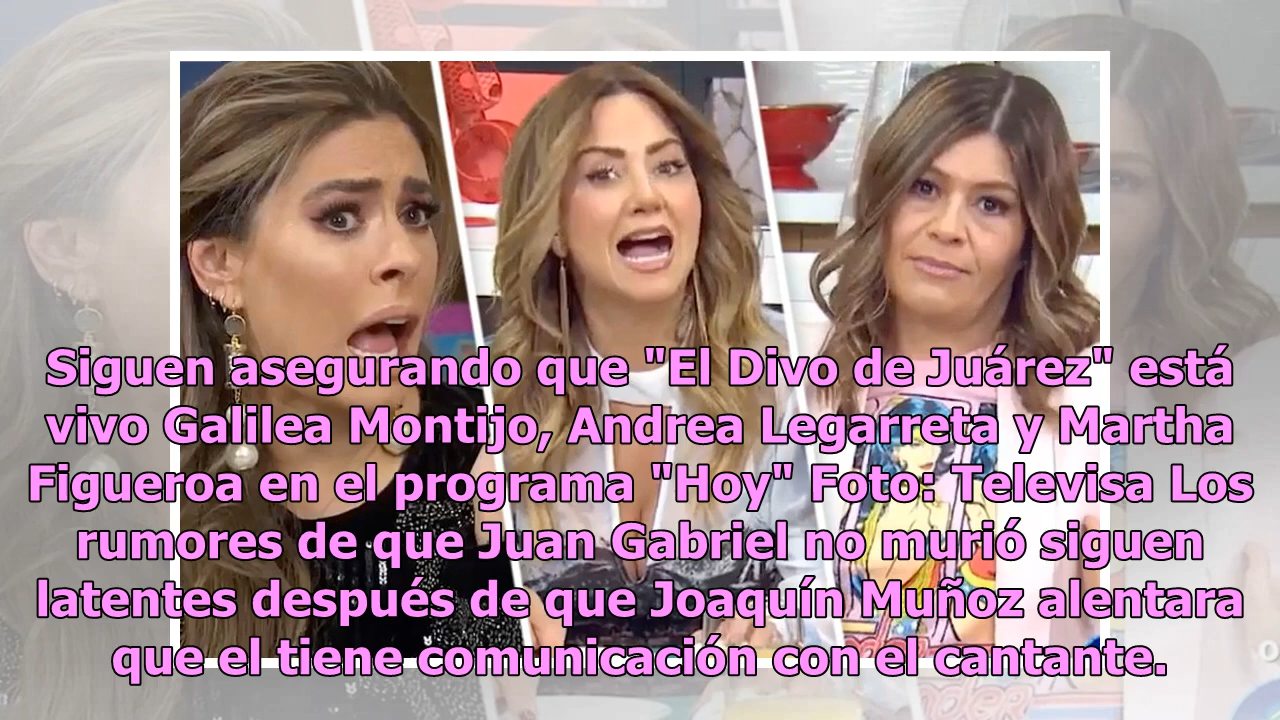 Siguen asegurando que "El Divo de Juárez" está
vivo Galilea Montijo, Andrea Legarreta y Martha
Figueroa en el programa "Hoy" Foto: Televisa Los
rumores de que Juan Gabriel no murió siguen
latentes después de que Joaquín Muñoz alentara
que el tiene comunicación con el cantante.